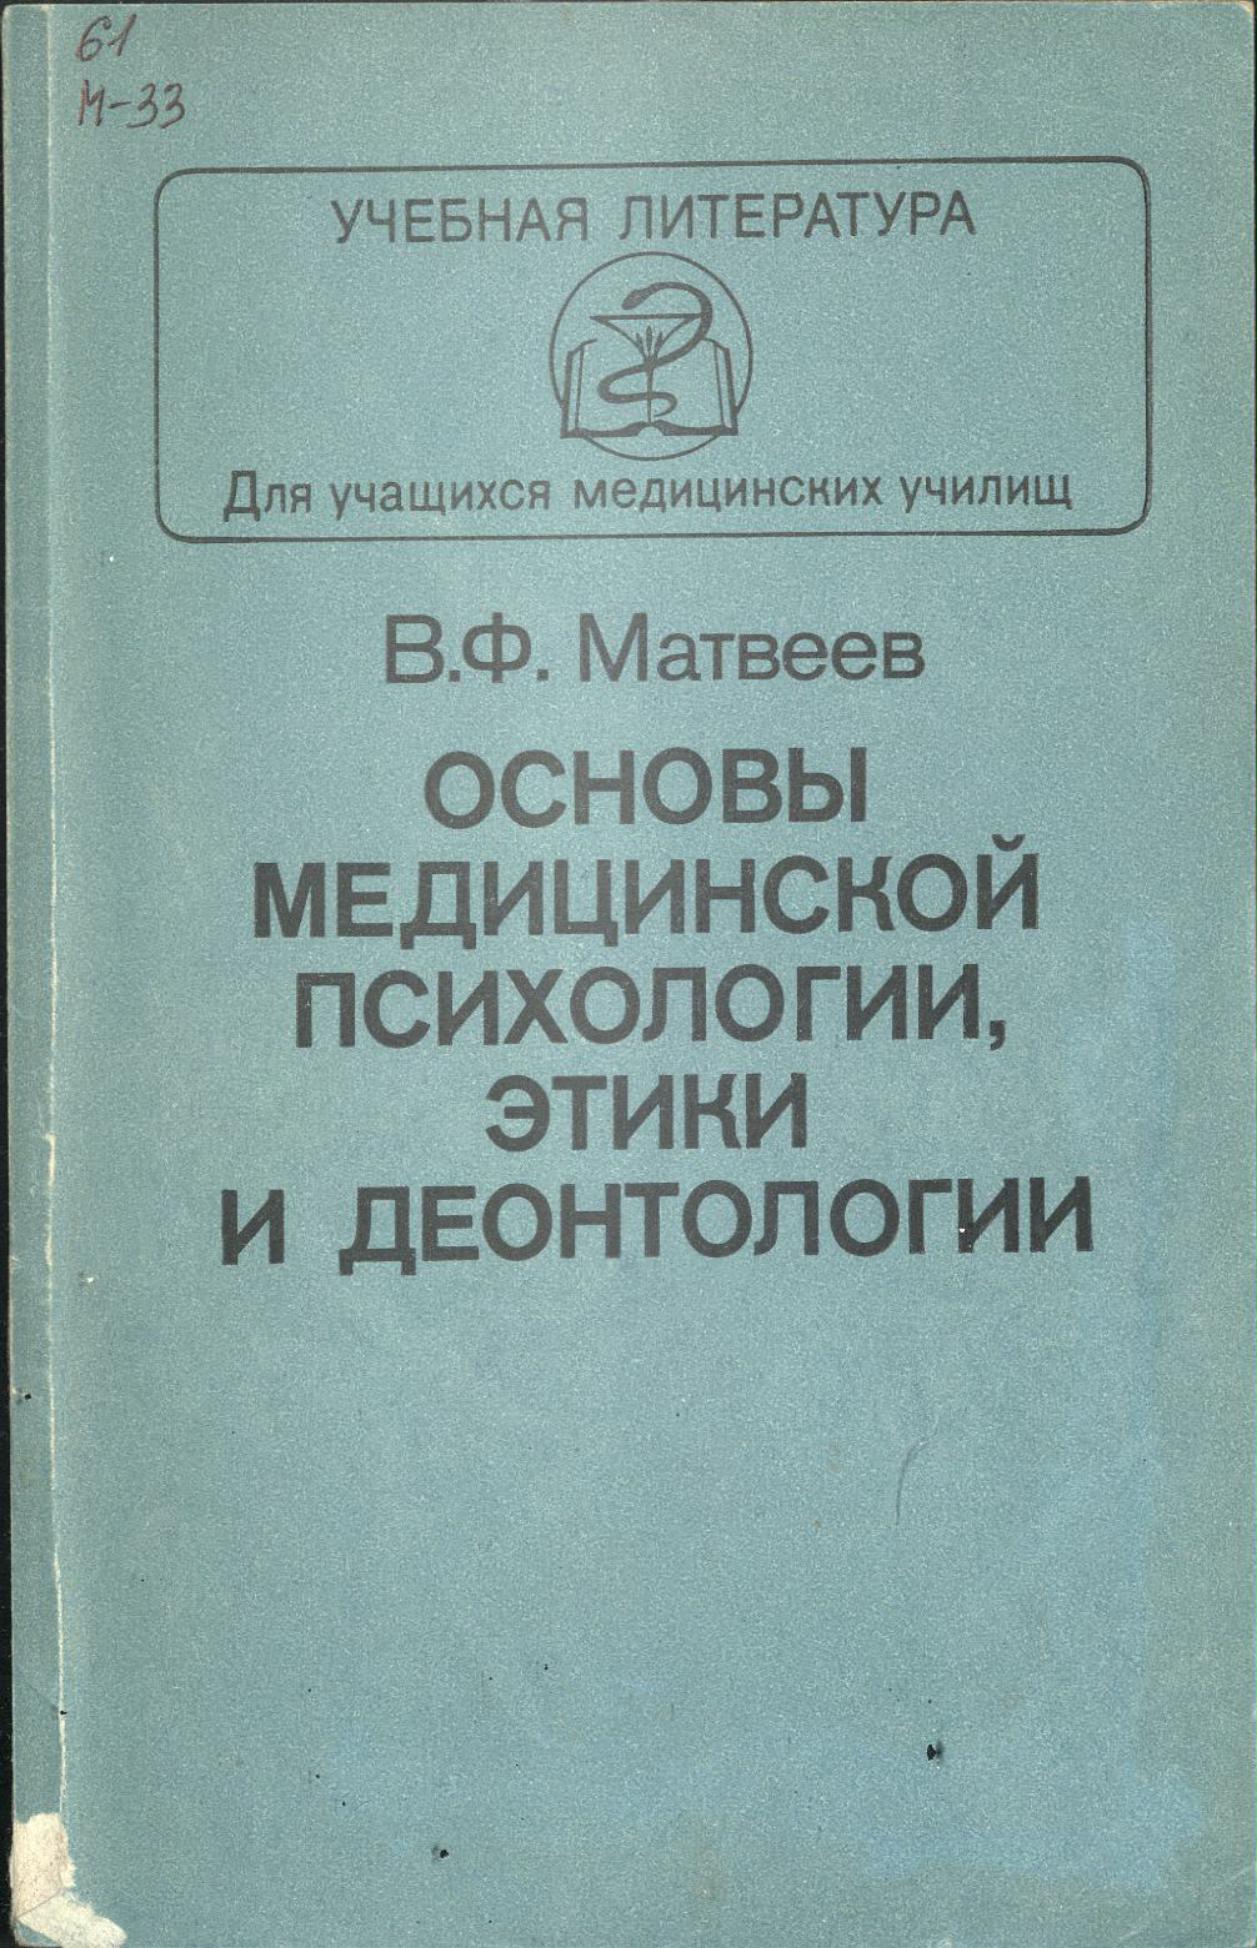 61
М-33
УЧЕБНАЯ ЛИТЕРАТУРА
Для учащихся медицинских училищ
В.Ф. Матвеев
ОСНОВЫ
МЕДИЦИНСКОЙ
ПСИХОЛОГИИ,
ЭТИКИ
И ДЕОНТОЛОГИИ